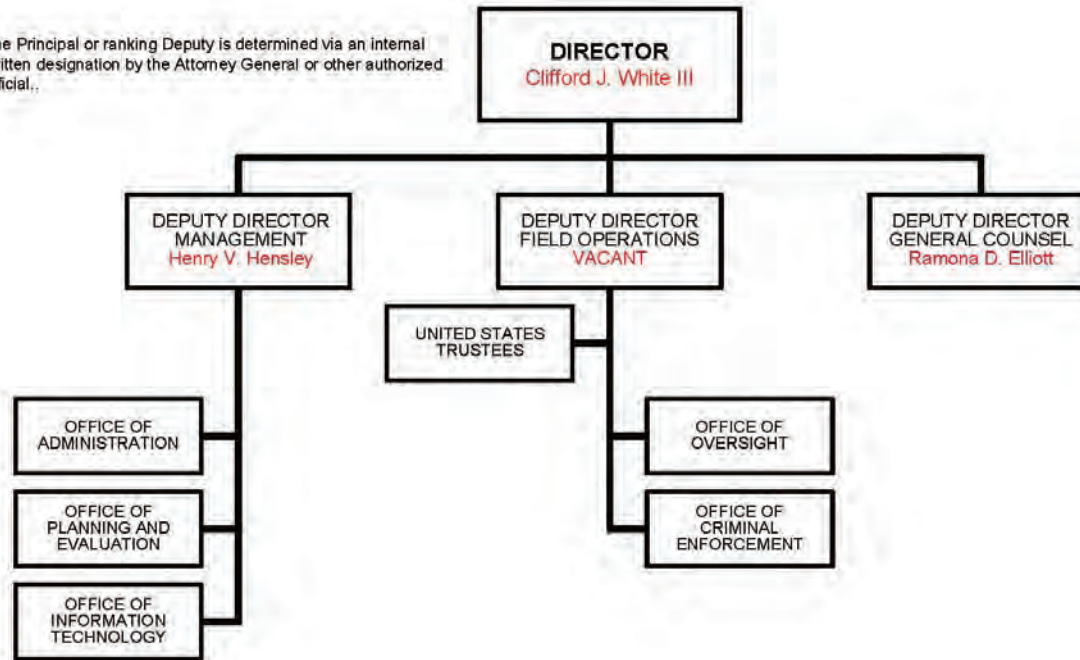 Principal or ranking Deputy is determined via an internal
designation by the Attorney General or other authorized
DIRECTOR
Clifford J. White III
DEPUTY DIRECTOR
MANAGEMENT
Henry V. Hensley
DEPUTY DIRECTOR
FIELD OPERATIONS
VACANT
DEPUTY DIRECTOR
GENERAL COUNSEL
Ramona D. Elliott
UNITED STATES
TRUSTEES
OFFICE OF
ADMINISTRATION
OFFICE OF
PLANNING AND
EVALUATION
OFFICE OF
INFORMATION
TECHNOLOGY
OFFICE OF
OVERSIGHT
OFFICE OF
CRIMINAL
ENFORCEMENT